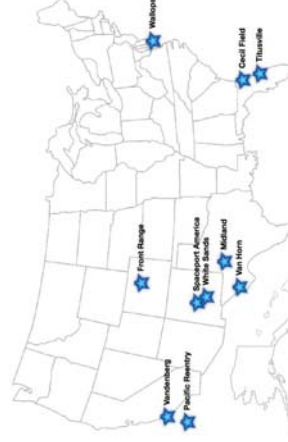 Wallops
Cecil Field
Titusville
Front Range
Spaceport America
White Sands
Midland
Van Horn
Vandenberg
Pacific Reentry